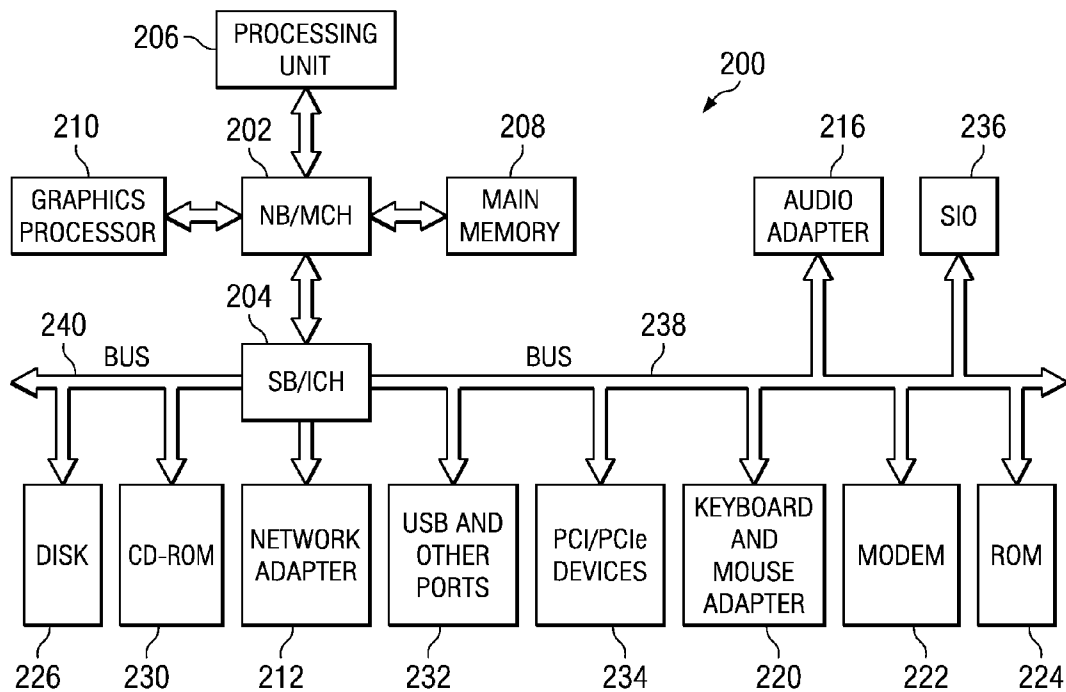 206
PROCESSING
UNIT
200
210
202
208
216
236
GRAPHICS
PROCESSOR
NB/MCH
MAIN
MEMORY
AUDIO
ADAPTER
SIO
204
240
BUS
SB/ICH
BUS
238
DISK
CD-ROM
NETWORK
ADAPTER
USB AND
OTHER
PORTS
PCI/PCIe
DEVICES
KEYBOARD
AND
MOUSE
ADAPTER
MODEM
ROM
226
230
212
232
234
220
222
224